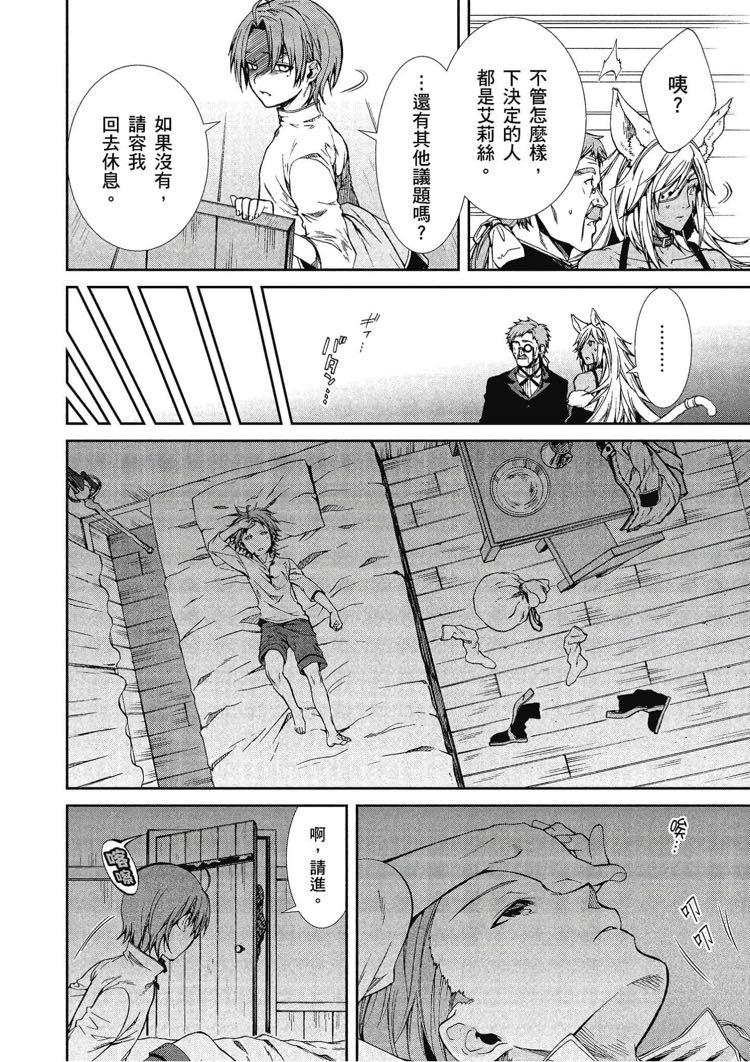 咦？
不管怎麼樣，
下決定的人
都是艾莉絲。
…還有其他議題嗎？
如果沒有，
請容我
回去休息。
………
ギィ…
バタン…
唉…
叩
叩
啊，請進。
喀嚓